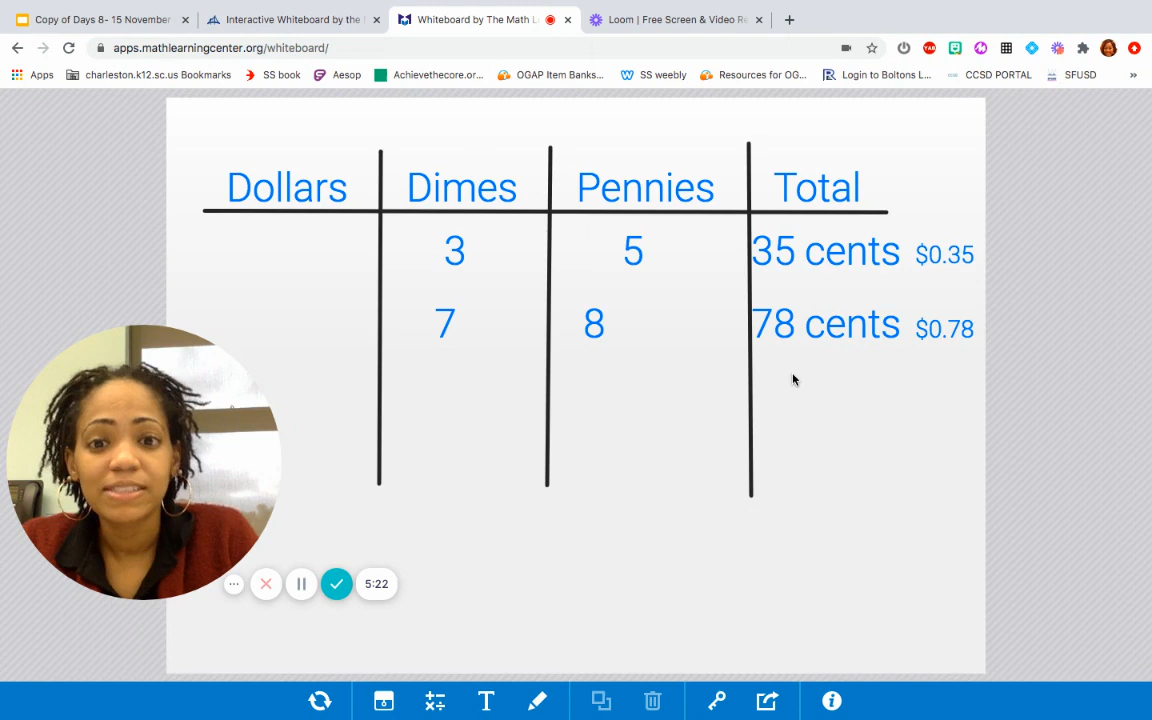 Copy of Days 8- 15 November
Interactive Whiteboard by the
Whiteboard by The Math L
Loom | Free Screen & Video Re
apps.mathlearningcenter.org/whiteboard/
YAB
Apps
charleston.k12.sc.us Bookmarks
SS book
Aesop
Achievethecore.or...
OGAP Item Banks...
SS weekly
Resources for OG...
Login to Boltons L...
CCSD PORTAL
SFUSD
Dollars Dimes Pennies Total
3 5 35 cents $0.35
7 8 78 cents $0.78
5:22